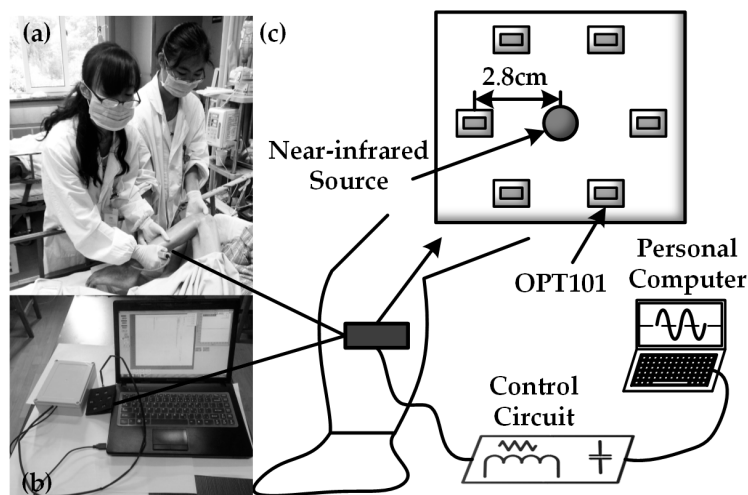 (a)
(c)
2.8cm
Near-infrared
Source
OPT101
Personal
Computer
Control
Circuit
(b)